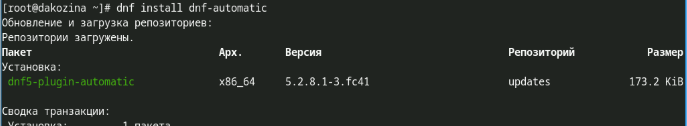 [root@dakozina ~]# dnf install dnf-automatic
Обновление и загрузка репозиториев:
Репозитории загружены.
Пакет Арх. Версия Репозиторий Размер
Установка:
dnf5-plugin-automatic x86_64 5.2.8.1-3.fc41 updates 173.2 KiB
Сводка транзакции:
Установка: 1 пакета